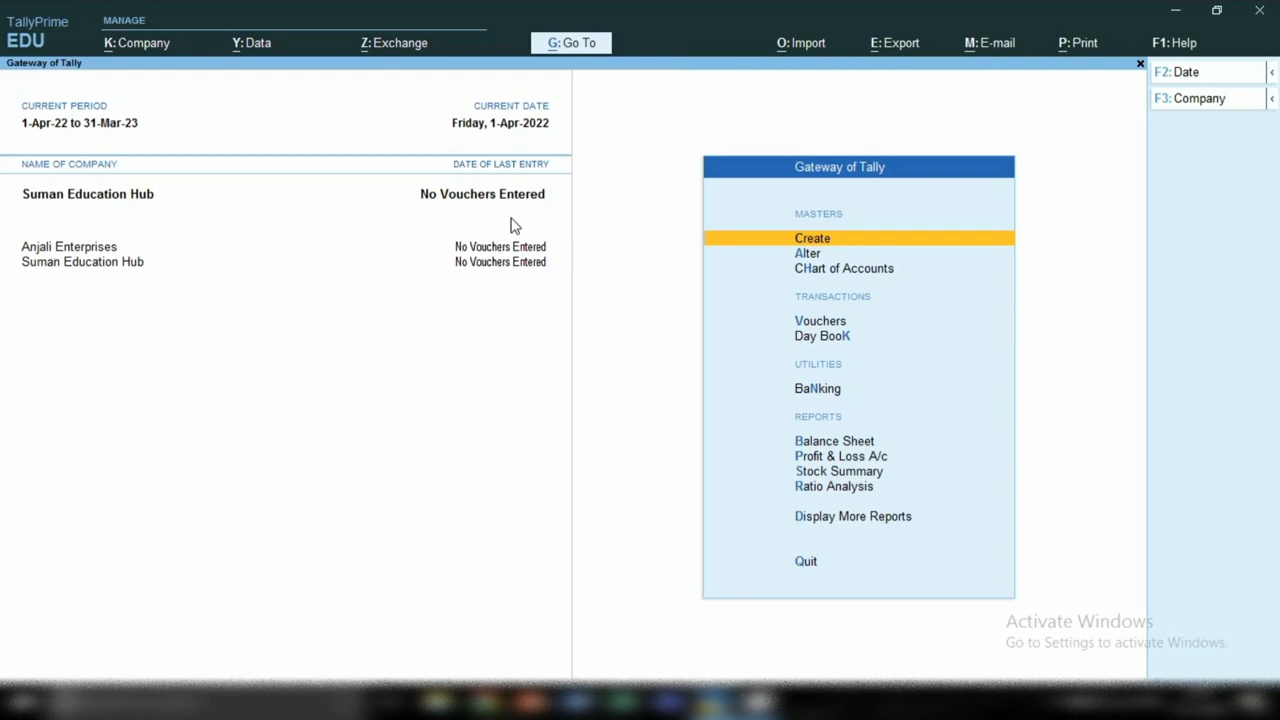 TallyPrime
EDU
MANAGE
K: Company Y: Data Z: Exchange G: Go To O: Import E: Export M: E-mail P: Print F1: Help
Gateway of Tally
F2: Date
F3: Company
CURRENT PERIOD CURRENT DATE
1-Apr-22 to 31-Mar-23 Friday, 1-Apr-2022
NAME OF COMPANY DATE OF LAST ENTRY
Suman Education Hub No Vouchers Entered
Anjali Enterprises No Vouchers Entered
Suman Education Hub No Vouchers Entered
Gateway of Tally
MASTERS
Create
Alter
CHart of Accounts
TRANSACTIONS
Vouchers
Day BooK
UTILITIES
BaNking
REPORTS
Balance Sheet
Profit & Loss A/c
Stock Summary
Ratio Analysis
Display More Reports
Quit
Activate Windows
Go to Settings to activate Windows.